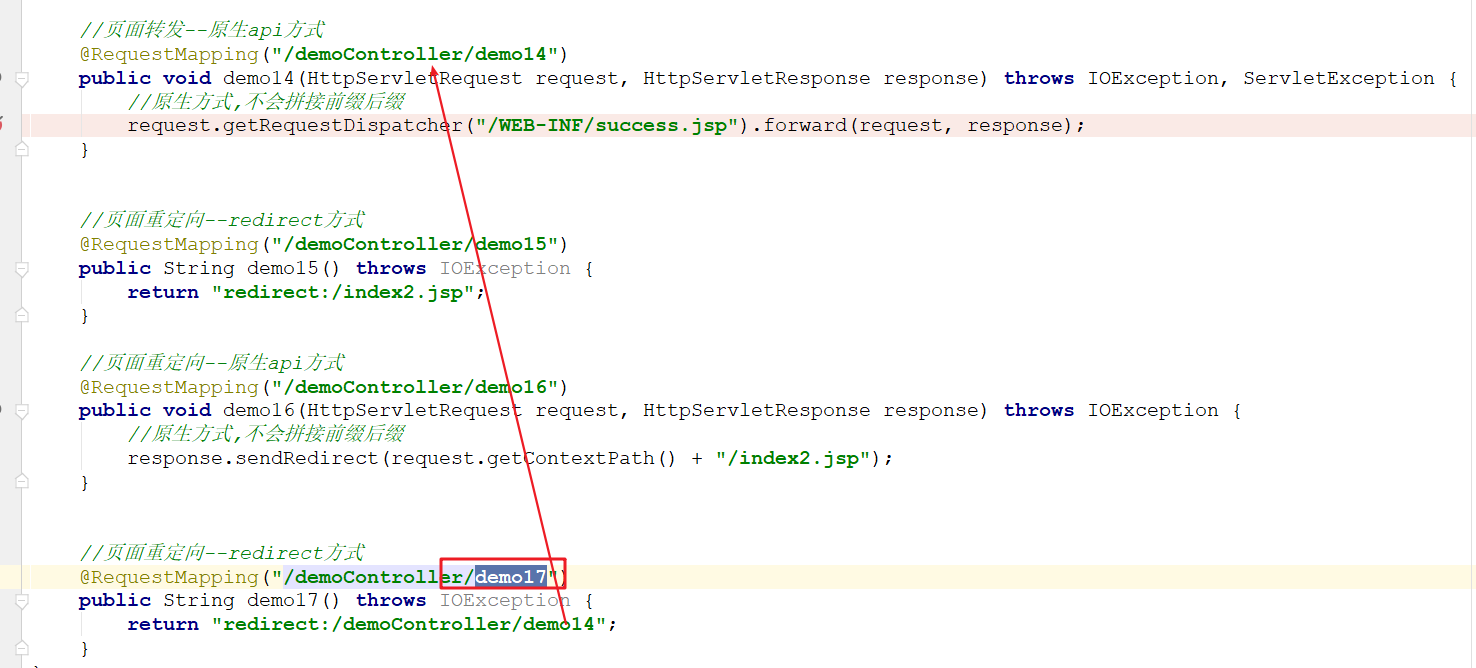 //页面转发--原生api方式
@RequestMapping("/demoController/demo14")
public void demo14(HttpServletRequest request, HttpServletResponse response) throws IOException, ServletException {
//原生方式,不会拼接前缀后缀
request.getRequestDispatcher("/WEB-INF/success.jsp").forward(request, response);
}
//页面重定向--redirect方式
@RequestMapping("/demoController/demo15")
public String demo15() throws IOException {
return "redirect:/index2.jsp";
}
//页面重定向--原生api方式
@RequestMapping("/demoController/demo16")
public void demo16(HttpServletRequest request, HttpServletResponse response) throws IOException {
//原生方式,不会拼接前缀后缀
response.sendRedirect(request.getContextPath() + "/index2.jsp");
}
//页面重定向--redirect方式
@RequestMapping("/demoController/demo17")
public String demo17() throws IOException {
return "redirect:/demoController/demo14";
}